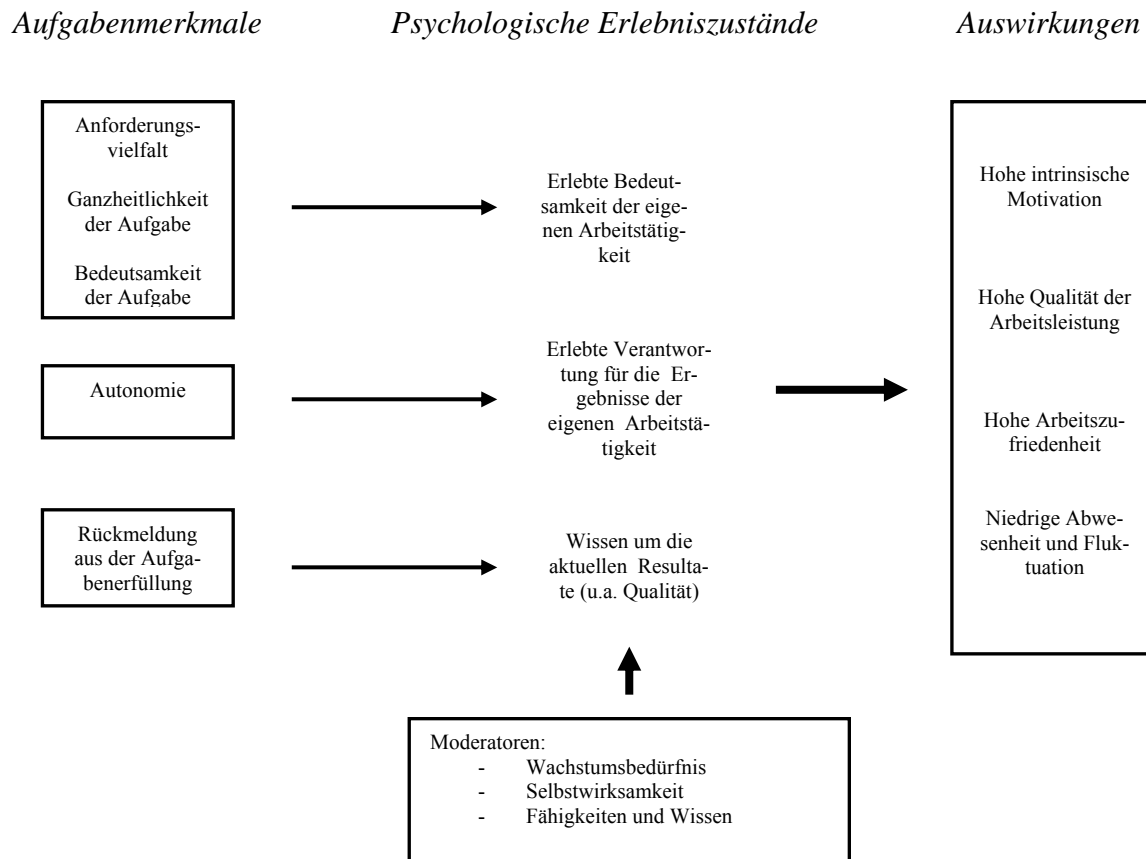 Aufgabenmerkmale
Psychologische Erlebniszustände
Auswirkungen
Anforderungs-
vielfalt
Ganzheitlichkeit
der Aufgabe
Bedeutsamkeit
der Aufgabe
Erlebte Bedeut-
samkeit der eige-
nen Arbeitstätig-
keit
Autonomie
Erlebte Verantwor-
tung für die Er-
gebnisse der
eigenen Arbeitstä-
tigkeit
Rückmeldung
aus der Aufga-
benerfüllung
Wissen um die
aktuellen Resulta-
te (u.a. Qualität)
Hohe intrinsische
Motivation
Hohe Qualität der
Arbeitsleistung
Hohe Arbeitszu-
friedenheit
Niedrige Abwe-
senheit und Fluk-
tuation
Moderatoren:
- Wachstumsbedürfnis
- Selbstwirksamkeit
- Fähigkeiten und Wissen